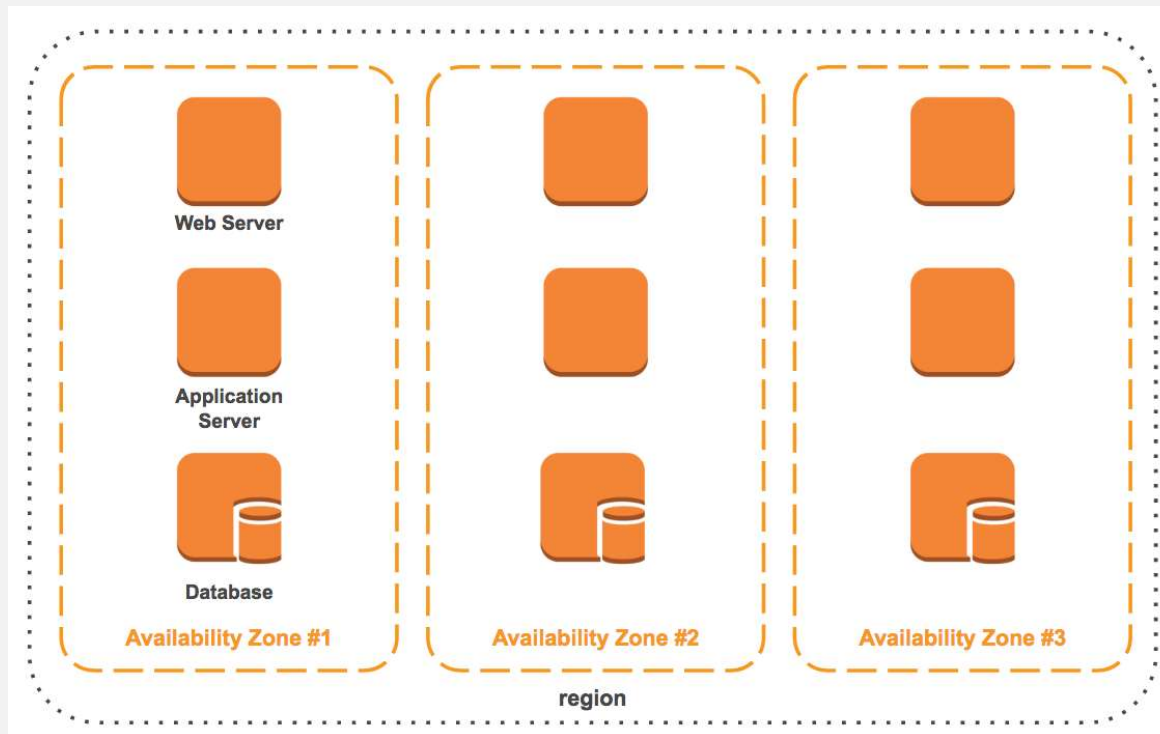 Web Server
Application
Server
Database
Availability Zone #1
Availability Zone #2
Availability Zone #3
region